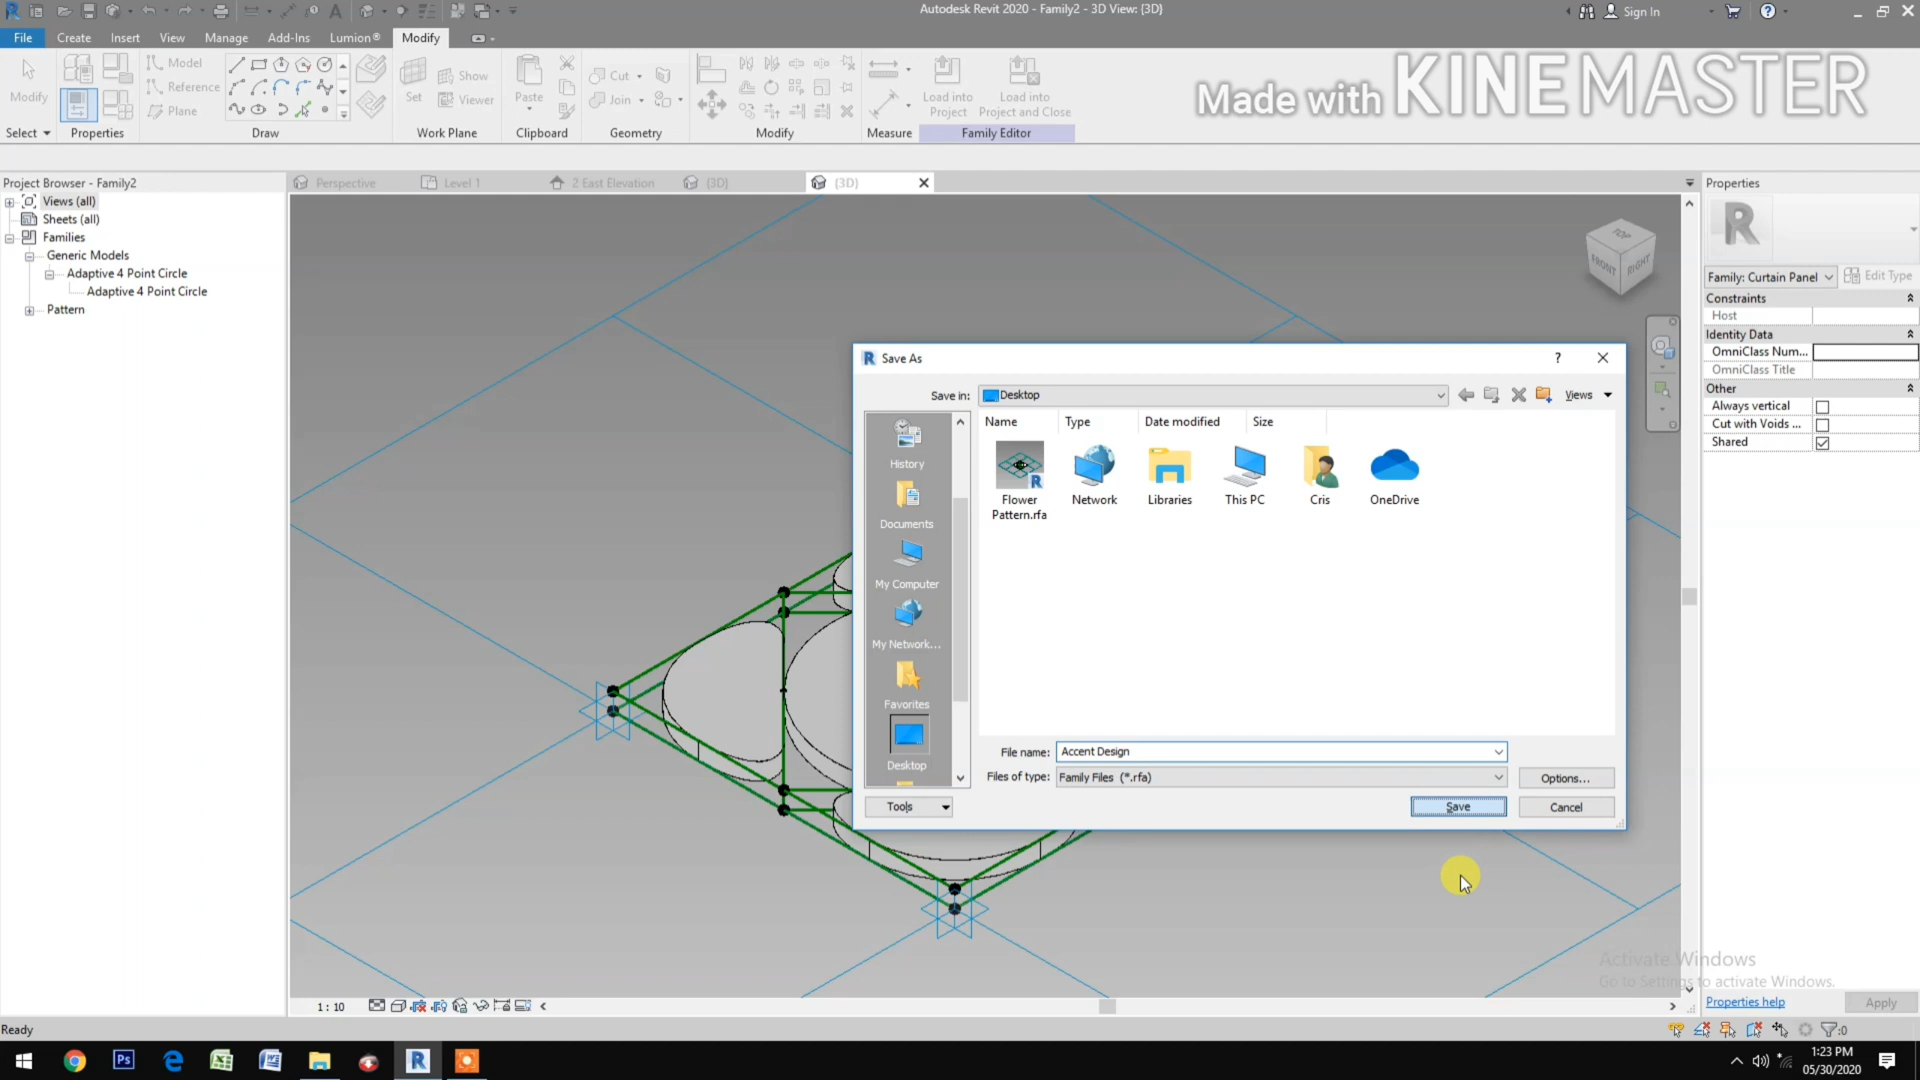 Autodesk Revit 2020 - Family2 - 3D View: {3D}
Sign In
File Create Insert View Manage Add-Ins Lumion® Modify
Made with KINEMASTER
Modify
Select
Properties
Model
Reference
Plane
Draw
Set
Show
Viewer
Work Plane
Paste
Clipboard
Cut
Join
Geometry
Modify
Measure
Load into
Project
Load into
Project and Close
Family Editor
Project Browser - Family2
Views (all)
Sheets (all)
Families
Generic Models
Adaptive 4 Point Circle
Adaptive 4 Point Circle
Pattern
Perspective
Level 1
2 East Elevation
{3D}
{3D}
TOP
FRONT
RIGHT
Properties
Family: Curtain Panel
Edit Type
Constraints
Host
Identity Data
OmniClass Num...
OmniClass Title
Other
Always vertical
Cut with Voids ...
Shared
Save As
Save in: Desktop
Views
Name Type Date modified Size
History
Documents
My Computer
My Network...
Favorites
Desktop
Flower
Pattern.rfa
Network
Libraries
This PC
Cris
OneDrive
File name: Accent Design
Files of type: Family Files (*.rfa)
Options...
Tools
Save
Cancel
Activate Windows
Go to Settings to activate Windows.
Properties help
Apply
1 : 10
Ready
:0
1:23 PM
05/30/2020